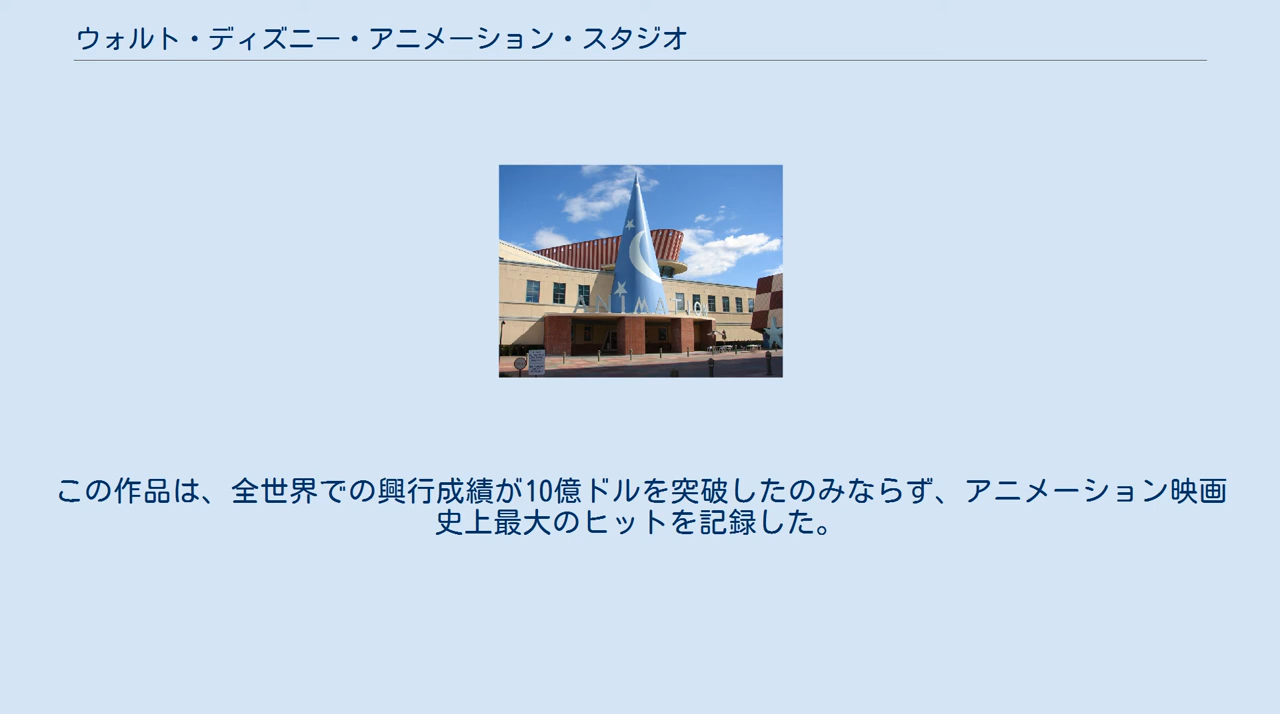 ウォルト・ディズニー・アニメーション・スタジオ
ANIMATION
この作品は、全世界での興行成績が10億ドルを突破したのみならず、アニメーション映画
史上最大のヒットを記録した。